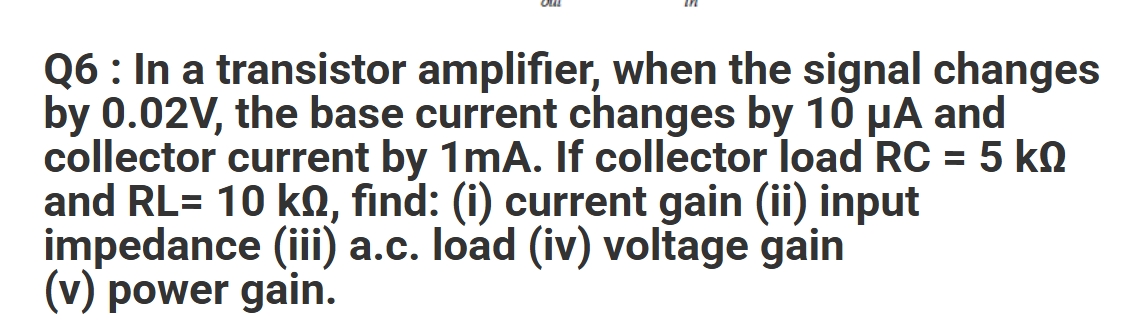 out in
Q6 : In a transistor amplifier, when the signal changes
by 0.02V, the base current changes by 10 μA and
collector current by 1mA. If collector load RC = 5 kΩ
and RL= 10 kΩ, find: (i) current gain (ii) input
impedance (iii) a.c. load (iv) voltage gain
(v) power gain.